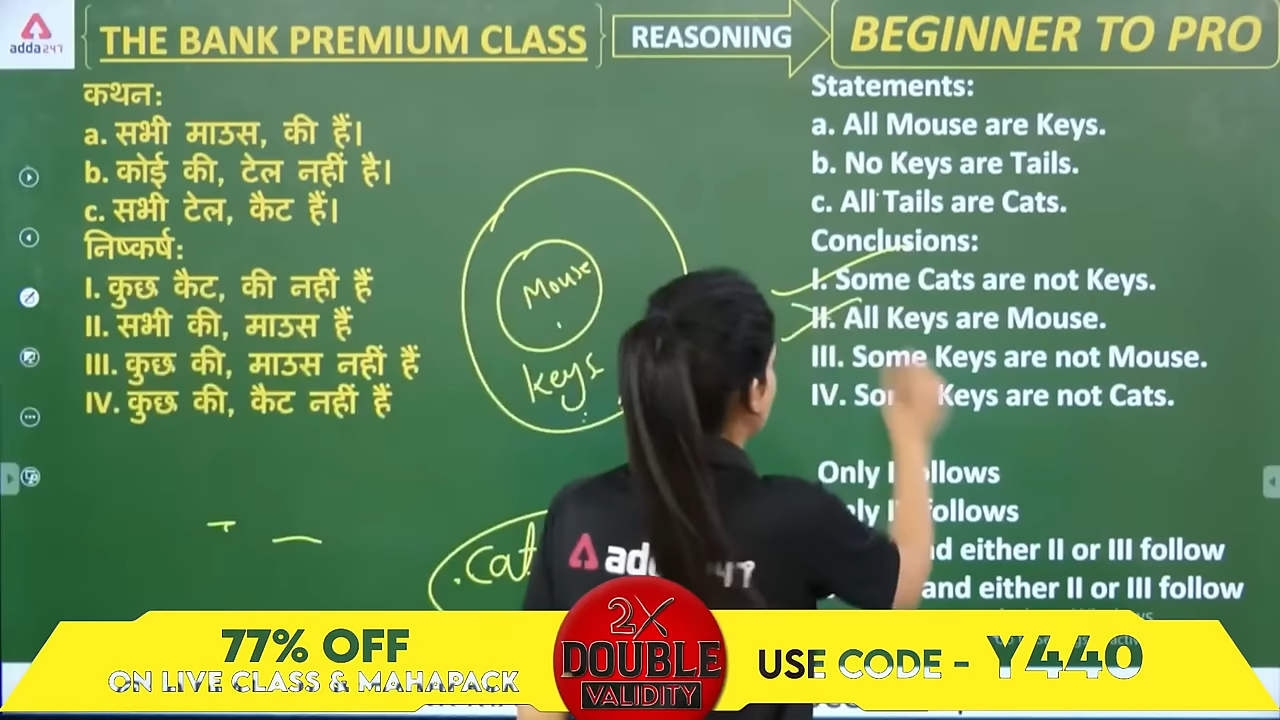 adda247
THE BANK PREMIUM CLASS
REASONING
BEGINNER TO PRO
कथन:
a. सभी माउस, की हैं।
b. कोई की, टेल नहीं है।
c. सभी टेल, कैट हैं।
निष्कर्ष:
I. कुछ कैट, की नहीं हैं
II. सभी की, माउस हैं
III. कुछ की, माउस नहीं हैं
IV. कुछ की, कैट नहीं हैं
Mouse
keys
cat
Statements:
a. All Mouse are Keys.
b. No Keys are Tails.
c. All Tails are Cats.
Conclusions:
I. Some Cats are not Keys.
II. All Keys are Mouse.
III. Some Keys are not Mouse.
IV. Keys are not Cats.
Only follows
follows
either II or III follow
and either II or III follow
77% OFF
ON LIVE CLASS & MAHAPACK
2X
DOUBLE
VALIDITY
USE CODE - Y440